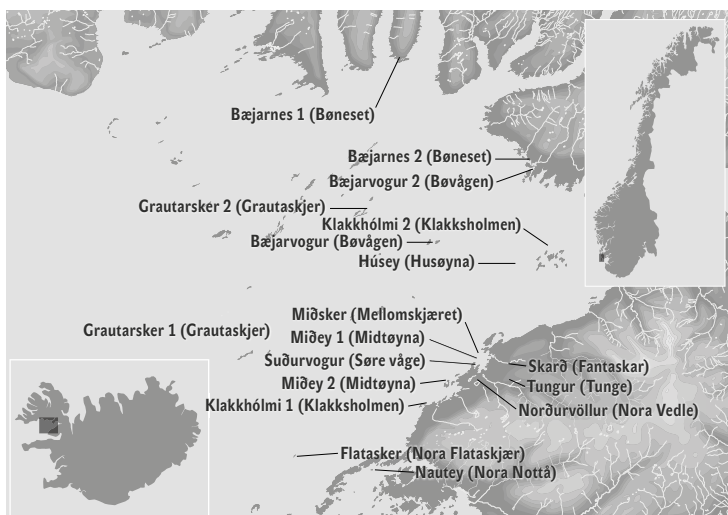 Bæjarnes 1 (Bøneset)
Bæjarnes 2 (Bøneset)
Bæjarvogur 2 (Bøvågen)
Grautarsker 2 (Grautaskjer)
Klakkhólmi 2 (Klakksholmen)
Bæjarvogur (Bøvågen)
Húsey (Husøyna)
Miðsker (Mellomskjæret)
Grautarsker 1 (Grautaskjer)
Miðey 1 (Midtøyna)
Suðurvogur (Søre våge)
Skarð (Fantaskar)
Miðey 2 (Midtøyna)
Tungur (Tunge)
Klakkhólmi 1 (Klakksholmen)
Norðurvöllur (Nora Vedle)
Flatasker (Nora Flataskjær)
Nautey (Nora Nottå)